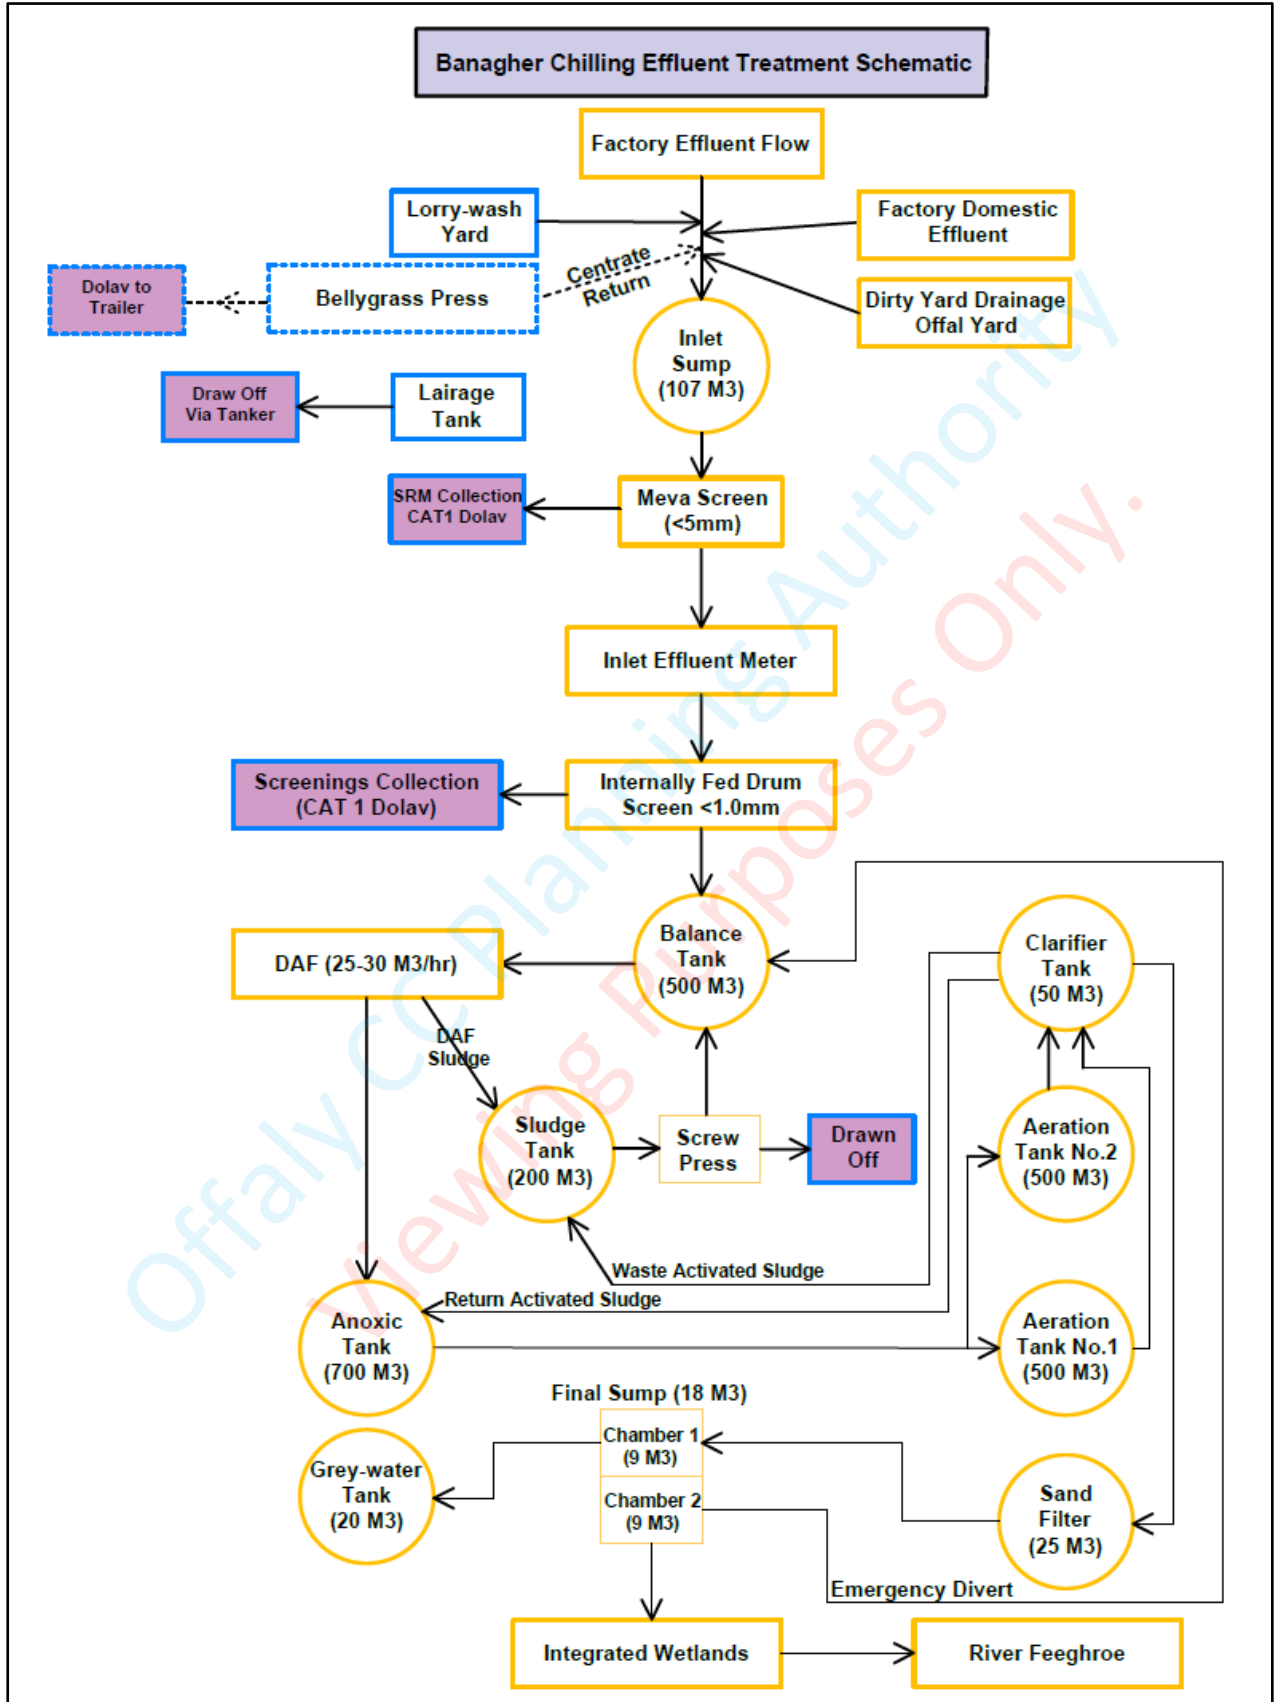 Banagher Chilling Effluent Treatment Schematic
Factory Effluent Flow
Lorry-wash
Yard
Factory Domestic
Effluent
Centrate
Return
Dolav to
Trailer
Bellygrass Press
Dirty Yard Drainage
Offal Yard
Inlet
Sump
(107 M3)
Draw Off
Via Tanker
Lairage
Tank
SRM Collection
CAT1 Dolav
Meva Screen
(<5mm)
Inlet Effluent Meter
Screenings Collection
(CAT 1 Dolav)
Internally Fed Drum
Screen <1.0mm
DAF (25-30 M3/hr)
Balance
Tank
(500 M3)
Clarifier
Tank
(50 M3)
DAF
Sludge
Sludge
Tank
(200 M3)
Screw
Press
Drawn
Off
Aeration
Tank No.2
(500 M3)
Waste Activated Sludge
Return Activated Sludge
Anoxic
Tank
(700 M3)
Aeration
Tank No.1
(500 M3)
Final Sump (18 M3)
Chamber 1
(9 M3)
Chamber 2
(9 M3)
Grey-water
Tank
(20 M3)
Sand
Filter
(25 M3)
Emergency Divert
Integrated Wetlands
River Feeghroe
Offaly CC Planning Authority
Viewing Purposes Only.